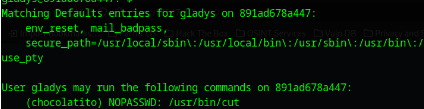 Matching Defaults entries for gladys on 891ad678a447:
env_reset, mail_badpass,
secure_path=/usr/local/sbin\:/usr/local/bin\:/usr/sbin\:/usr/bin\:/
use_pty
User gladys may run the following commands on 891ad678a447:
(chocolatito) NOPASSWD: /usr/bin/cut